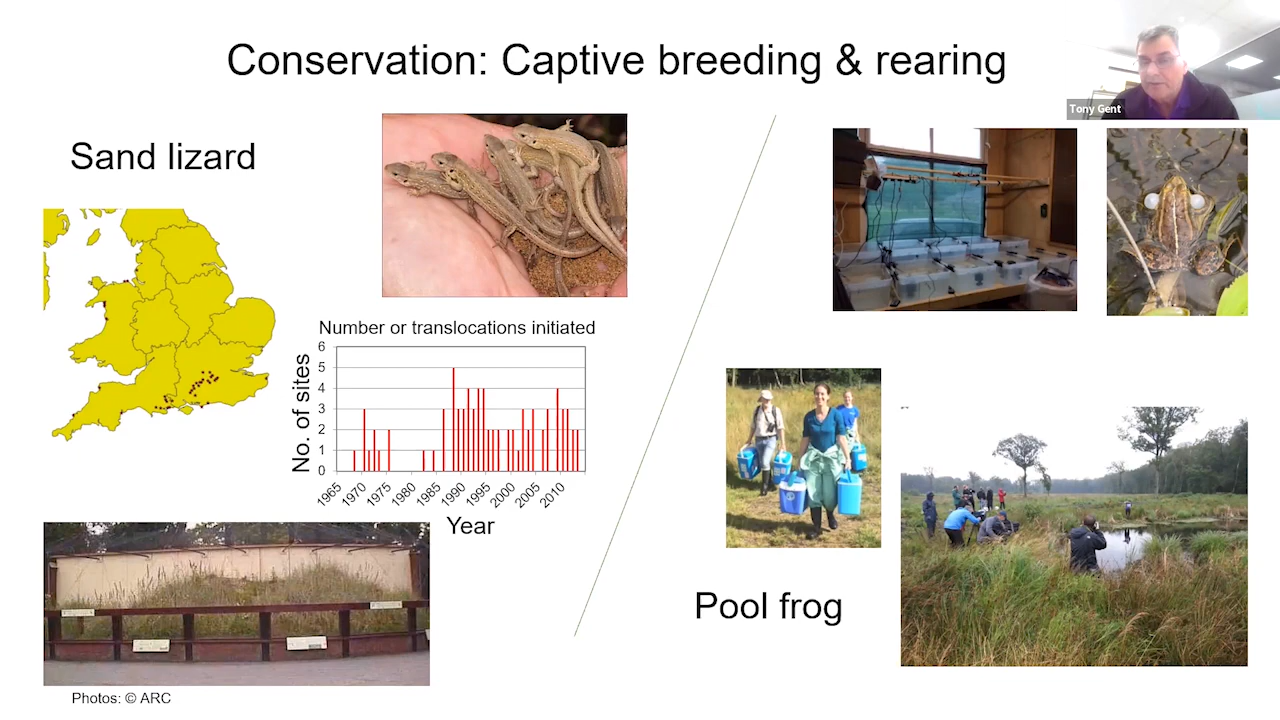 Conservation: Captive breeding & rearing
Tony Gent
Sand lizard
Number or translocations initiated
No. of sites
6
5
4
3
2
1
0
1965
1970
1975
1980
1985
1990
1995
2000
2005
2010
Year
Pool frog
Photos: © ARC